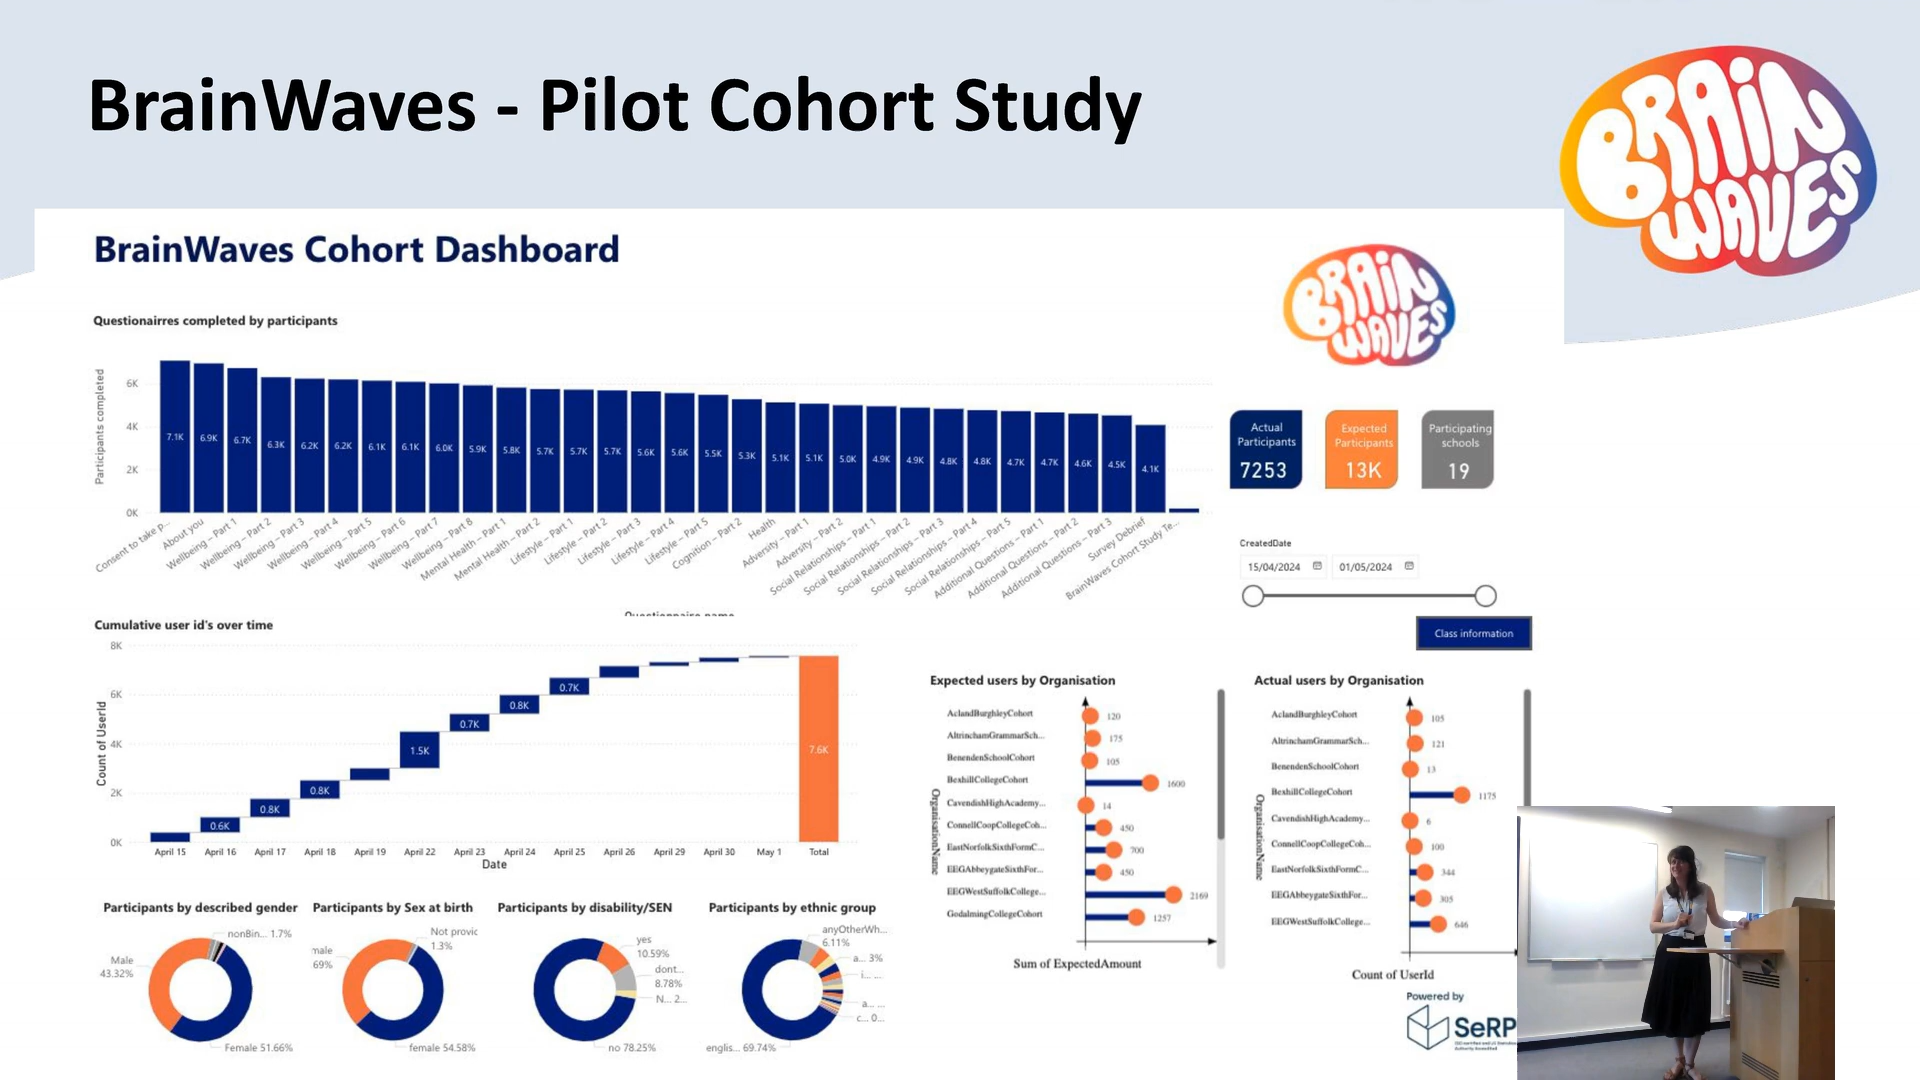 BrainWaves - Pilot Cohort Study
BRAIN
WAVES
BrainWaves Cohort Dashboard
BRAIN
WAVES
Questionairres completed by participants
Participants completed
6K
4K
2K
0K
7.1K 6.9K 6.7K 6.3K 6.2K 6.2K 6.1K 6.1K 6.0K 5.9K 5.8K 5.7K 5.7K 5.7K 5.6K 5.6K 5.5K 5.3K 5.1K 5.1K 5.0K 4.9K 4.9K 4.8K 4.8K 4.7K 4.7K 4.6K 4.5K 4.1K
Consent to take p...
About you
Wellbeing – Part 1
Wellbeing – Part 2
Wellbeing – Part 3
Wellbeing – Part 4
Wellbeing – Part 5
Wellbeing – Part 6
Wellbeing – Part 7
Wellbeing – Part 8
Mental Health – Part 1
Mental Health – Part 2
Lifestyle – Part 1
Lifestyle – Part 2
Lifestyle – Part 3
Lifestyle – Part 4
Lifestyle – Part 5
Cognition – Part 2
Health
Adversity – Part 1
Adversity – Part 2
Social Relationships – Part 1
Social Relationships – Part 2
Social Relationships – Part 3
Social Relationships – Part 4
Social Relationships – Part 5
Additional Questions – Part 1
Additional Questions – Part 2
Additional Questions – Part 3
Survey Debrief
BrainWaves Cohort Study Te...
Questionnaire name
Actual
Participants
7253
Expected
Participants
13K
Participating
schools
19
CreatedDate
15/04/2024 01/05/2024
Class information
Cumulative user id's over time
Count of UserId
8K
6K
4K
2K
0K
0.6K 0.8K 0.8K 1.5K 0.7K 0.8K 0.7K 7.6K
April 15 April 16 April 17 April 18 April 19 April 22 April 23 April 24 April 25 April 26 April 29 April 30 May 1 Total
Date
Expected users by Organisation
OrganisationName
AclandBurghleyCohort 120
AltrinchamGrammarSch... 175
BenendenSchoolCohort 105
BexhillCollegeCohort 1600
CavendishHighAcademy... 14
ConnellCoopCollegeCoh... 450
EastNorfolkSixthFormC... 700
EEGAbbeygateSixthFor... 450
EEGWestSuffolkCollege... 2169
GodalmingCollegeCohort 1257
Sum of ExpectedAmount
Actual users by Organisation
OrganisationName
AclandBurghleyCohort 105
AltrinchamGrammarSch... 121
BenendenSchoolCohort 13
BexhillCollegeCohort 1175
CavendishHighAcademy... 6
ConnellCoopCollegeCoh... 100
EastNorfolkSixthFormC... 344
EEGAbbeygateSixthFor... 305
EEGWestSuffolkCollege... 646
Count of UserId
Participants by described gender
nonBin... 1.7%
Male
43.32%
Female 51.66%
Participants by Sex at birth
Not provic
1.3%
male
69%
female 54.58%
Participants by disability/SEN
yes
10.59%
dont...
8.78%
N... 2...
no 78.25%
Participants by ethnic group
anyOtherWh...
6.11%
a... 3%
i... ...
a... ...
c... 0...
englis... 69.74%
Powered by
SeRP